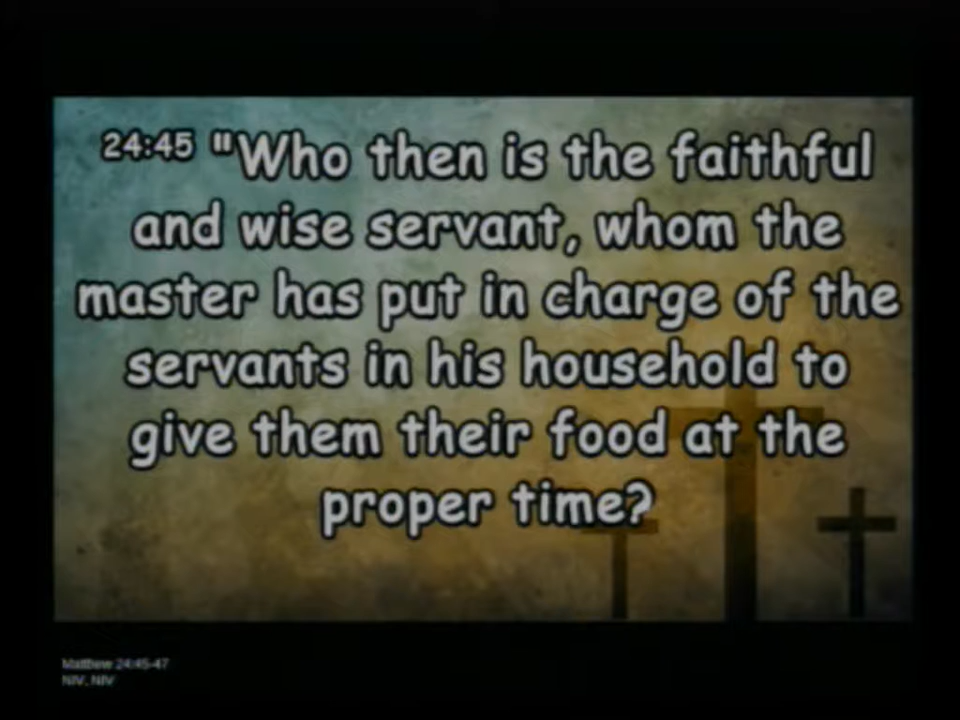 24:45 "Who then is the faithful
and wise servant, whom the
master has put in charge of the
servants in his household to
give them their food at the
proper time?
Matthew 24:45-47
NIV, NIV